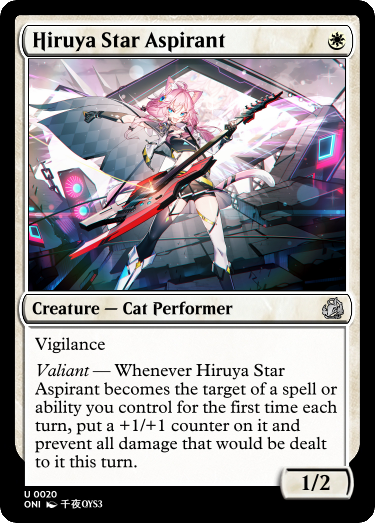 Hiruya Star Aspirant
Creature — Cat Performer
Vigilance
Valiant — Whenever Hiruya Star
Aspirant becomes the target of a spell or
ability you control for the first time each
turn, put a +1/+1 counter on it and
prevent all damage that would be dealt
to it this turn.
1/2
U 0020
ONI 千夜QYS3